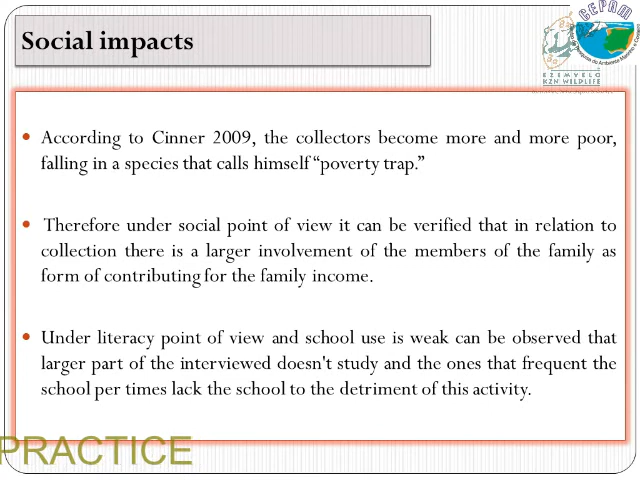 Social impacts
CEPAM
EZEMVELO
KZN WILDLIFE
• According to Cinner 2009, the collectors become more and more poor,
falling in a species that calls himself “poverty trap.”
• Therefore under social point of view it can be verified that in relation to
collection there is a larger involvement of the members of the family as
form of contributing for the family income.
• Under literacy point of view and school use is weak can be observed that
larger part of the interviewed doesn't study and the ones that frequent the
school per times lack the school to the detriment of this activity.
PRACTICE